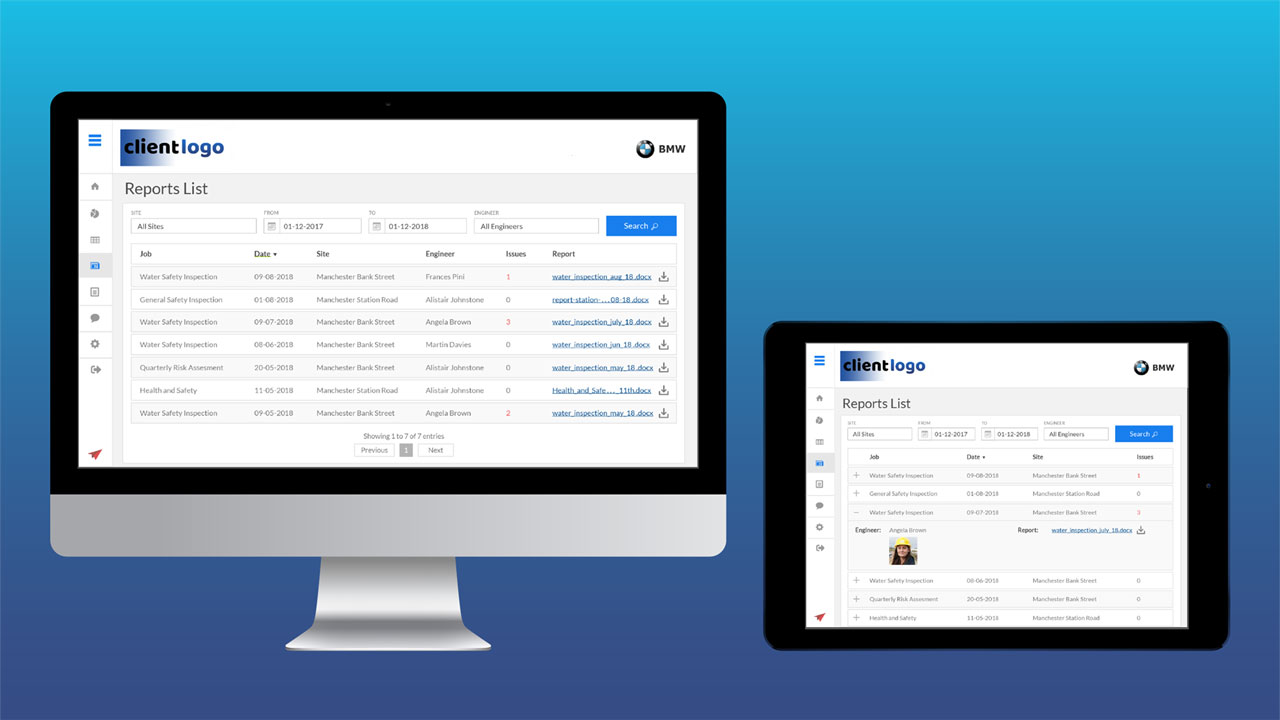 clientlogo
BMW
Reports List
SITE FROM TO ENGINEER
All Sites 01-12-2017 01-12-2018 All Engineers Search
Job Date Site Engineer Issues Report
Water Safety Inspection 09-08-2018 Manchester Bank Street Frances Pini 1 water_inspection_aug_18.docx
General Safety Inspection 01-08-2018 Manchester Station Road Alistair Johnstone 0 report-station-...08-18.docx
Water Safety Inspection 09-07-2018 Manchester Bank Street Angela Brown 3 water_inspection_july_18.docx
Water Safety Inspection 08-06-2018 Manchester Bank Street Martin Davies 0 water_inspection_jun_18.docx
Quarterly Risk Assesment 20-05-2018 Manchester Bank Street Alistair Johnstone 0 water_inspection_may_18.docx
Health and Safety 11-05-2018 Manchester Station Road Alistair Johnstone 0 Health_and_Safe..._11th.docx
Water Safety Inspection 09-05-2018 Manchester Bank Street Angela Brown 2 water_inspection_may_18.docx
Showing 1 to 7 of 7 entries
Previous 1 Next
clientlogo
BMW
Reports List
SITE FROM TO ENGINEER
All Sites 01-12-2017 01-12-2018 All Engineers Search
Job Date Site Issues
Water Safety Inspection 09-08-2018 Manchester Bank Street 1
General Safety Inspection 01-08-2018 Manchester Station Road 0
Water Safety Inspection 09-07-2018 Manchester Bank Street 3
Engineer: Angela Brown Report: water_inspection_july_18.docx
Water Safety Inspection 08-06-2018 Manchester Bank Street 0
Quarterly Risk Assesment 20-05-2018 Manchester Bank Street 0
Health and Safety 11-05-2018 Manchester Station Road 0